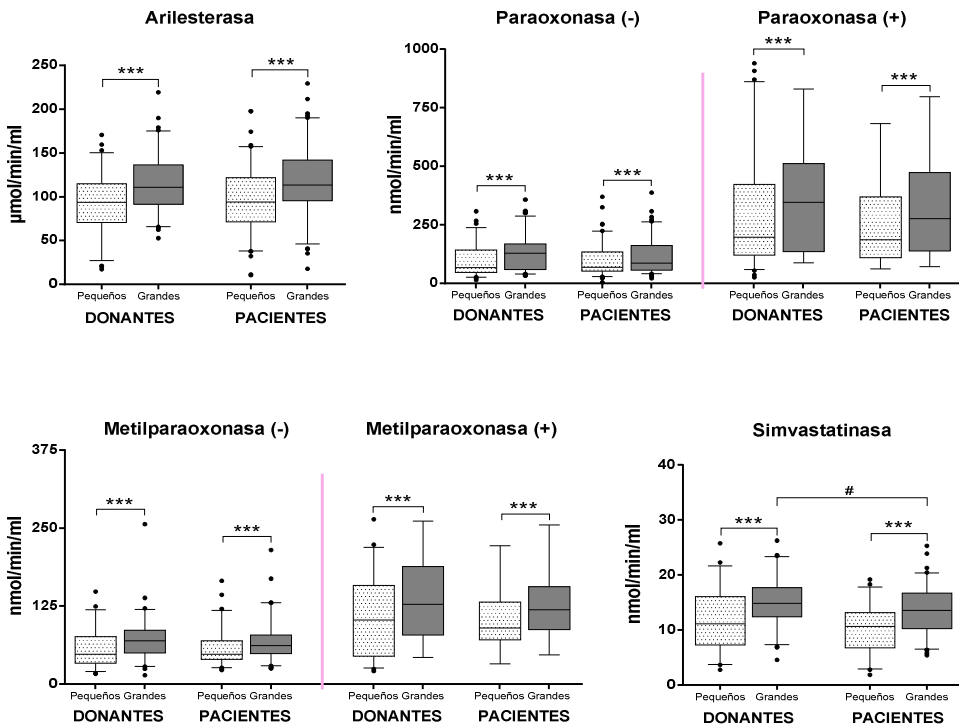 Arilesterasa
Paraoxonasa (-)
Paraoxonasa (+)
µmol/min/ml
250
200
150
100
50
0
***
***
Pequeños Grandes Pequeños Grandes
DONANTES PACIENTES
nmol/min/ml
1000
750
500
250
0
***
***
***
***
Pequeños Grandes Pequeños Grandes Pequeños Grandes Pequeños Grandes
DONANTES PACIENTES DONANTES PACIENTES
Metilparaoxonasa (-)
Metilparaoxonasa (+)
Simvastatinasa
nmol/min/ml
375
250
125
0
***
***
***
***
Pequeños Grandes Pequeños Grandes Pequeños Grandes Pequeños Grandes
DONANTES PACIENTES DONANTES PACIENTES
nmol/min/ml
40
30
20
10
0
#
***
***
Pequeños Grandes Pequeños Grandes
DONANTES PACIENTES